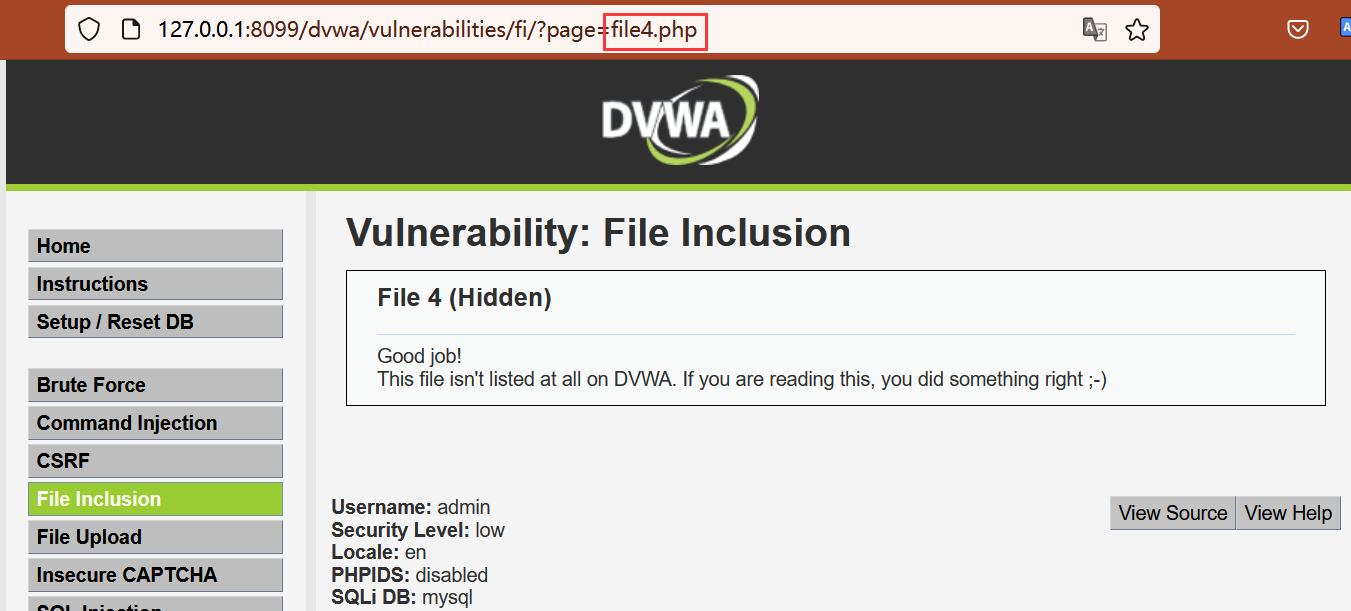 127.0.0.1:8099/dvwa/vulnerabilities/fi/?page=file4.php
DVWA
Home
Instructions
Setup / Reset DB
Brute Force
Command Injection
CSRF
File Inclusion
File Upload
Insecure CAPTCHA
SQL Injection
Vulnerability: File Inclusion
File 4 (Hidden)
Good job!
This file isn't listed at all on DVWA. If you are reading this, you did something right ;-)
Username: admin
Security Level: low
Locale: en
PHPIDS: disabled
SQLi DB: mysql
View Source View Help